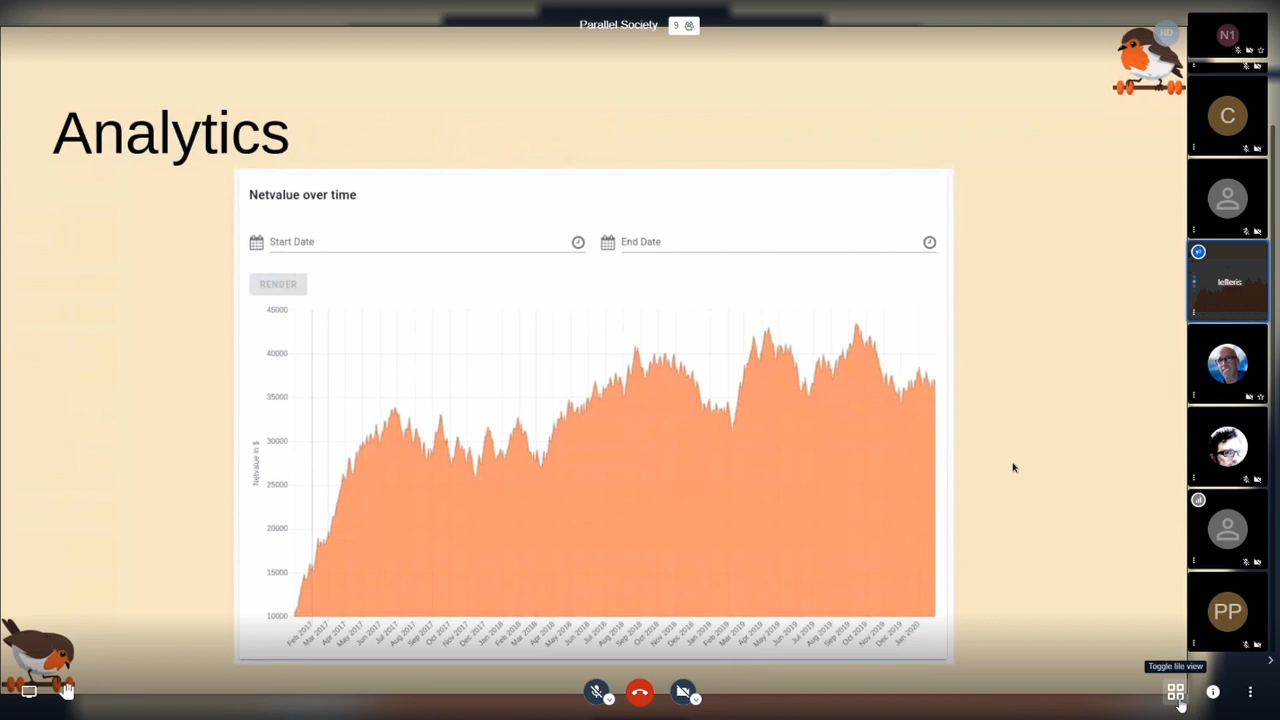 Parallel Society 9
HD
N1
Analytics
C
Netvalue over time
Start Date
End Date
RENDER
lefteris
45000
40000
35000
30000
25000
20000
15000
10000
Netvalue in $
Feb 2017
Mar 2017
Apr 2017
May 2017
Jun 2017
Jul 2017
Aug 2017
Sep 2017
Oct 2017
Nov 2017
Dec 2017
Jan 2018
Feb 2018
Mar 2018
Apr 2018
May 2018
Jun 2018
Jul 2018
Aug 2018
Sep 2018
Oct 2018
Nov 2018
Dec 2018
Jan 2019
Feb 2019
Mar 2019
Apr 2019
May 2019
Jun 2019
Jul 2019
Aug 2019
Sep 2019
Oct 2019
Nov 2019
Dec 2019
Jan 2020
PP
Toggle tile view